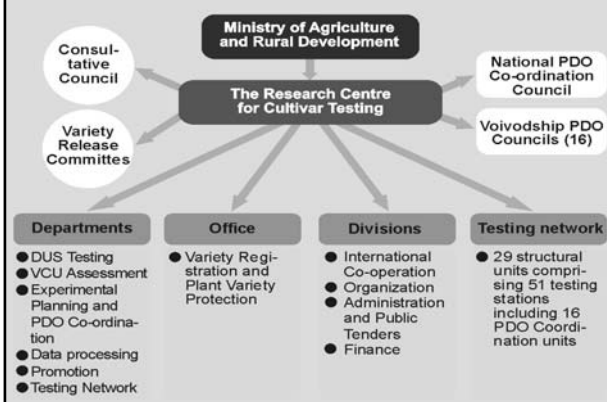 Ministry of Agriculture
and Rural Development
Consul-
tative
Council
National PDO
Co-ordination
Council
The Research Centre
for Cultivar Testing
Variety
Release
Committes
Voivodship PDO
Councils (16)
Departments
● DUS Testing
● VCU Assessment
● Experimental
Planning and
PDO Co-ordina-
tion
● Data processing
● Promotion
● Testing Network
Office
● Variety Regi-
stration and
Plant Variety
Protection
Divisions
● International
Co-operation
● Organization
● Administration
and Public
Tenders
● Finance
Testing network
● 29 structural
units compri-
sing 51 testing
stations
including 16
PDO Coordi-
nation units